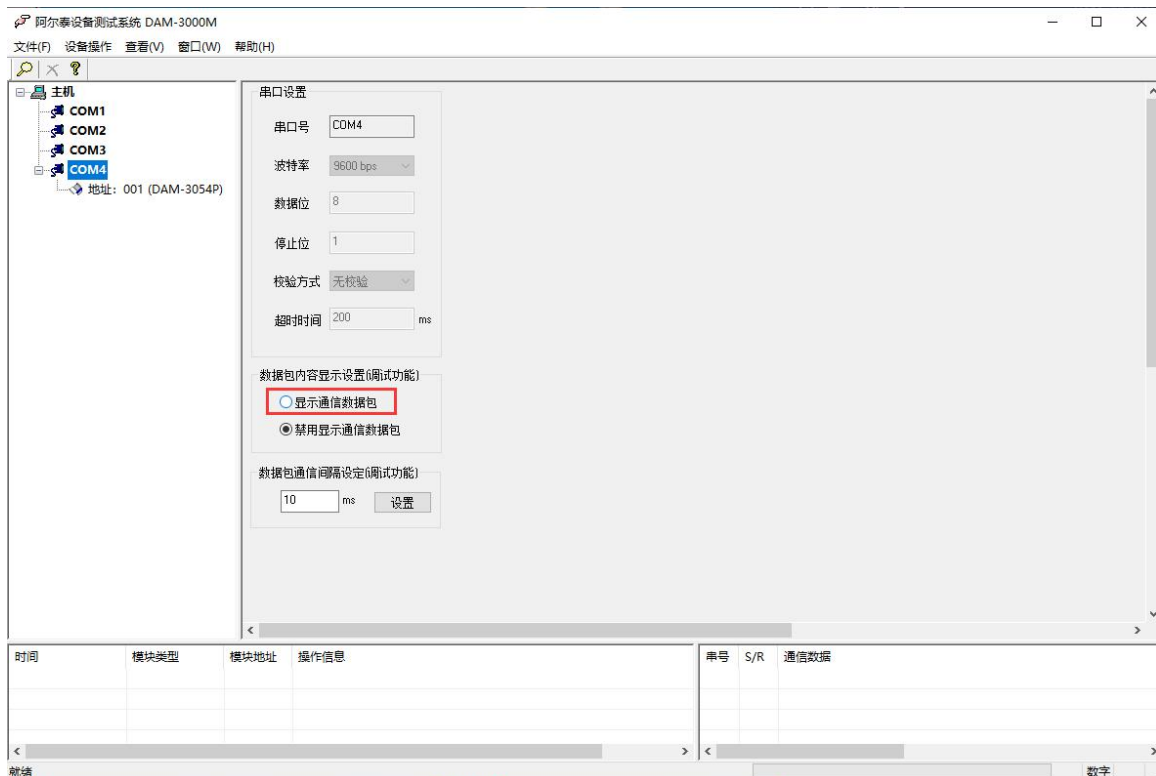 阿尔泰设备测试系统 DAM-3000M
文件(F) 设备操作 查看(V) 窗口(W) 帮助(H)
主机
COM1
COM2
COM3
COM4
地址：001 (DAM-3054P)
串口设置
串口号 COM4
波特率 9600 bps
数据位 8
停止位 1
校验方式 无校验
超时时间 200 ms
数据包内容显示设置(调试功能)
显示通信数据包
禁用显示通信数据包
数据包通信间隔设定(调试功能)
10 ms 设置
时间 模块类型 模块地址 操作信息
串号 S/R 通信数据
就绪 数字